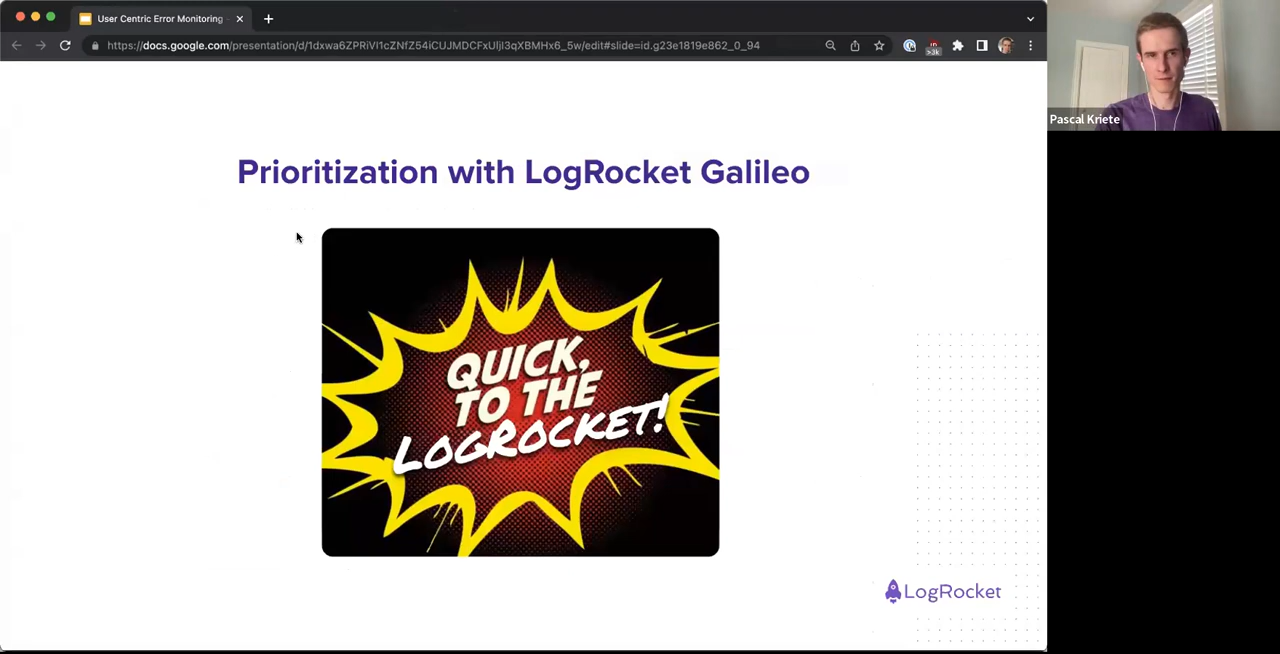 User Centric Error Monitoring -
https://docs.google.com/presentation/d/1dxwa6ZPRiVI1cZNfZ54iCUJMDCFxUljI3qXBMHx6_5w/edit#slide=id.g23e1819e862_0_94
>3k
Pascal Kriete
Prioritization with LogRocket Galileo
QUICK,
TO THE
LOGROCKET!
LogRocket